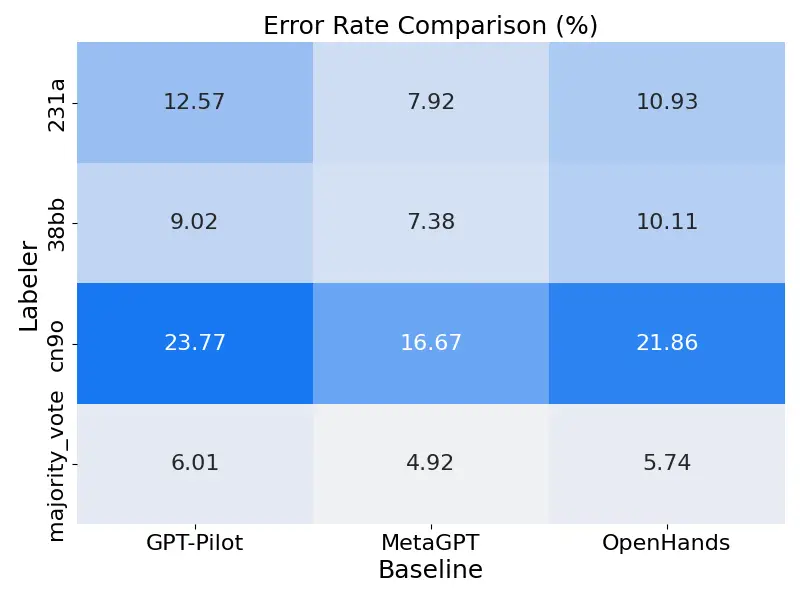 Error Rate Comparison (%)
Labeler
231a
12.57 7.92 10.93
38bb
9.02 7.38 10.11
cn9o
23.77 16.67 21.86
majority_vote
6.01 4.92 5.74
GPT-Pilot MetaGPT OpenHands
Baseline